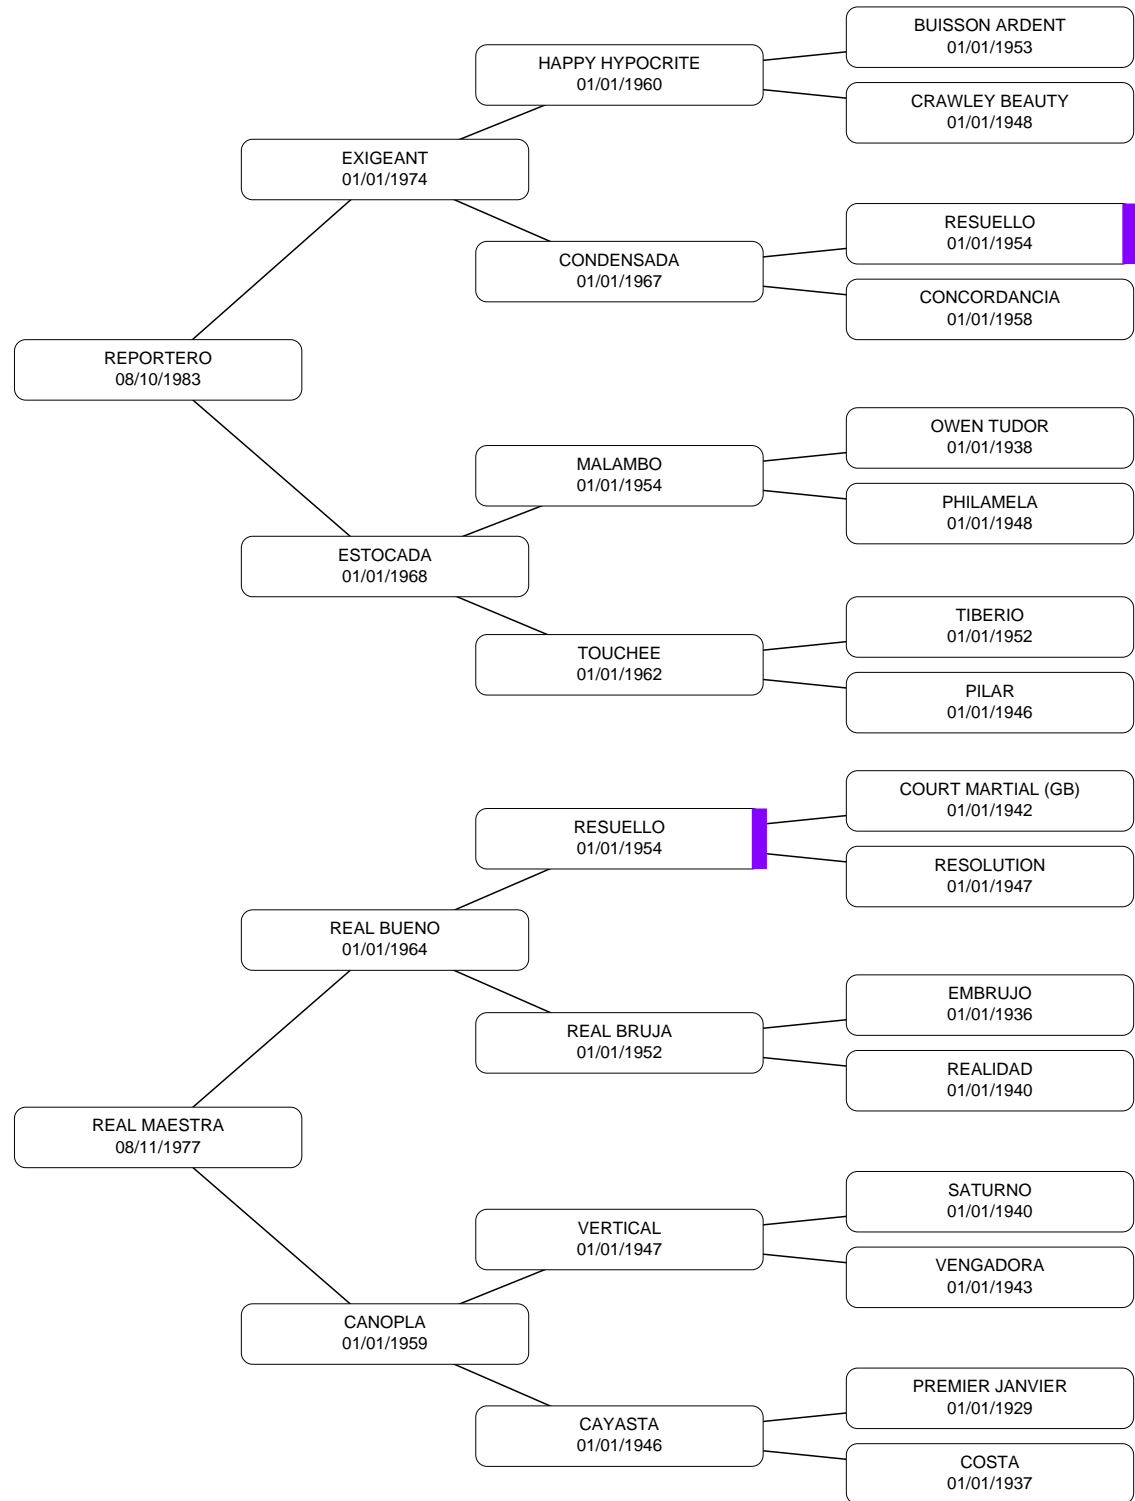 BUISSON ARDENT
01/01/1953
HAPPY HYPOCRITE
01/01/1960
CRAWLEY BEAUTY
01/01/1948
EXIGEANT
01/01/1974
RESUELLO
01/01/1954
CONDENSADA
01/01/1967
CONCORDANCIA
01/01/1958
REPORTERO
08/10/1983
OWEN TUDOR
01/01/1938
MALAMBO
01/01/1954
PHILAMELA
01/01/1948
ESTOCADA
01/01/1968
TIBERIO
01/01/1952
TOUCHEE
01/01/1962
PILAR
01/01/1946
COURT MARTIAL (GB)
01/01/1942
RESUELLO
01/01/1954
RESOLUTION
01/01/1947
REAL BUENO
01/01/1964
EMBRUJO
01/01/1936
REAL BRUJA
01/01/1952
REALIDAD
01/01/1940
REAL MAESTRA
08/11/1977
SATURNO
01/01/1940
VERTICAL
01/01/1947
VENGADORA
01/01/1943
CANOPLA
01/01/1959
PREMIER JANVIER
01/01/1929
CAYASTA
01/01/1946
COSTA
01/01/1937